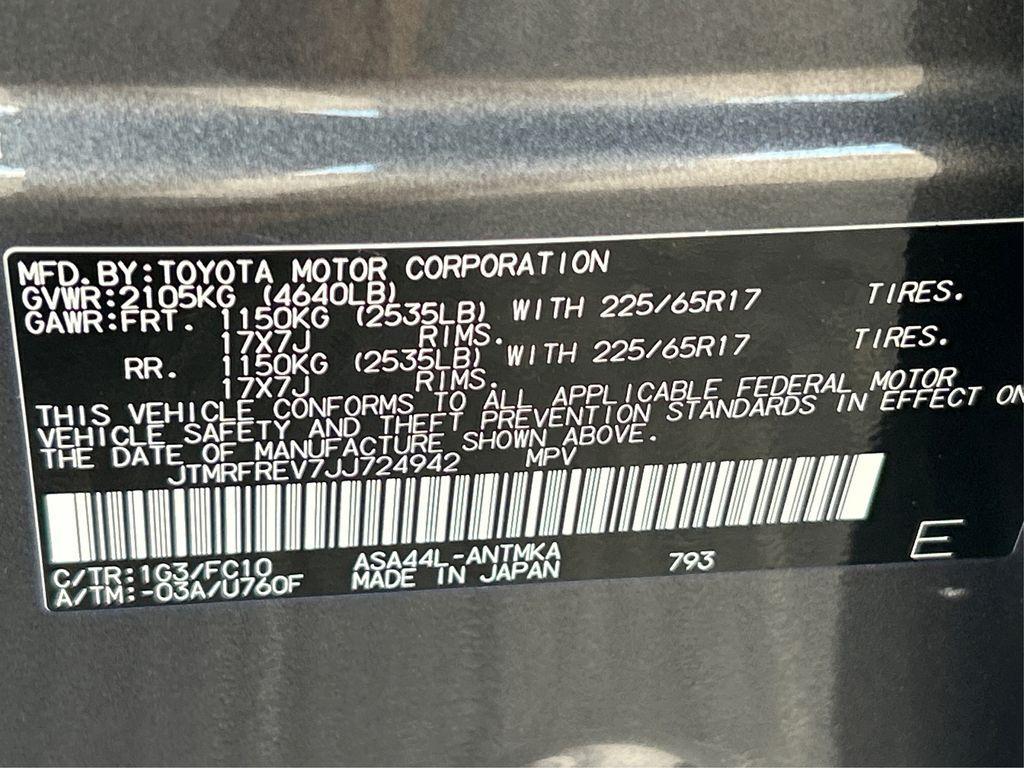 MFD.BY:TOYOTA MOTOR CORPORATION
GVWR:2105KG (4640LB)
GAWR:FRT. 1150KG (2535LB) WITH 225/65R17 TIRES.
17X7J RIMS.
RR. 1150KG (2535LB) WITH 225/65R17 TIRES.
17X7J RIMS.
THIS VEHICLE CONFORMS TO ALL APPLICABLE FEDERAL MOTOR
VEHICLE SAFETY AND THEFT PREVENTION STANDARDS IN EFFECT ON
THE DATE OF MANUFACTURE SHOWN ABOVE.
JTMRFREV7JJ724942 MPV
C/TR:1G3/FC10 ASA44L-ANTMKA 793 E
A/TM:-03A/U760F MADE IN JAPAN